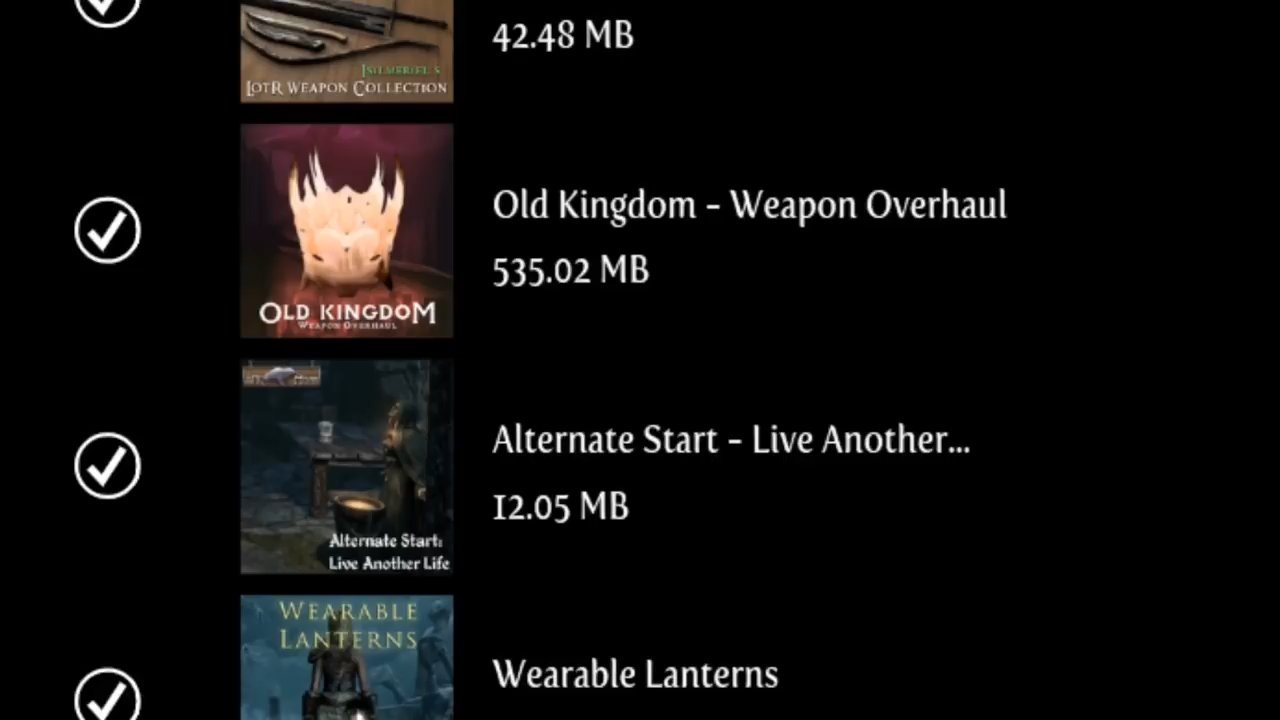 42.48 MB
ISILMERIEL'S
LOTR WEAPON COLLECTION
Old Kingdom – Weapon Overhaul
535.02 MB
OLD KINGDOM
WEAPON OVERHAUL
Alternate Start – Live Another...
12.05 MB
Alternate Start:
Live Another Life
WEARABLE
LANTERNS
Wearable Lanterns